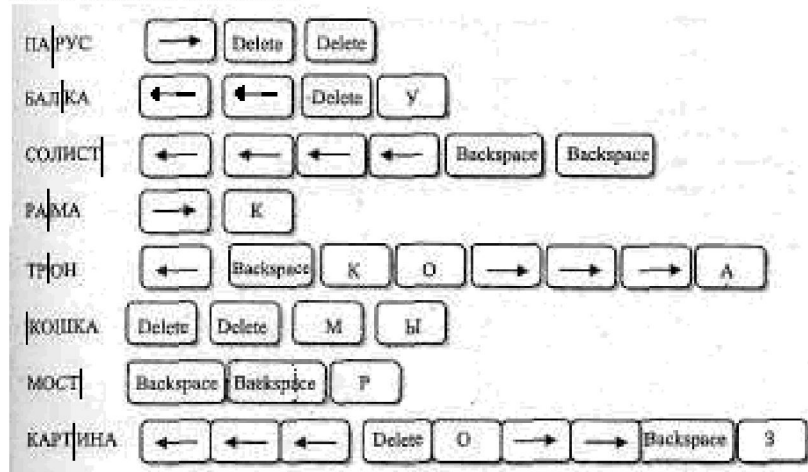 ПА|РУС → Delete Delete
БАЛ|КА ← ← Delete У
СОЛИСТ| ← ← ← ← Backspace Backspace
РА|МА → К
ТР|ОН ← Backspace К О → → → А
|КОШКА Delete Delete М Ы
МОСТ| Backspace Backspace Р
КАРТ|ИНА ← ← ← Delete О → → Backspace З